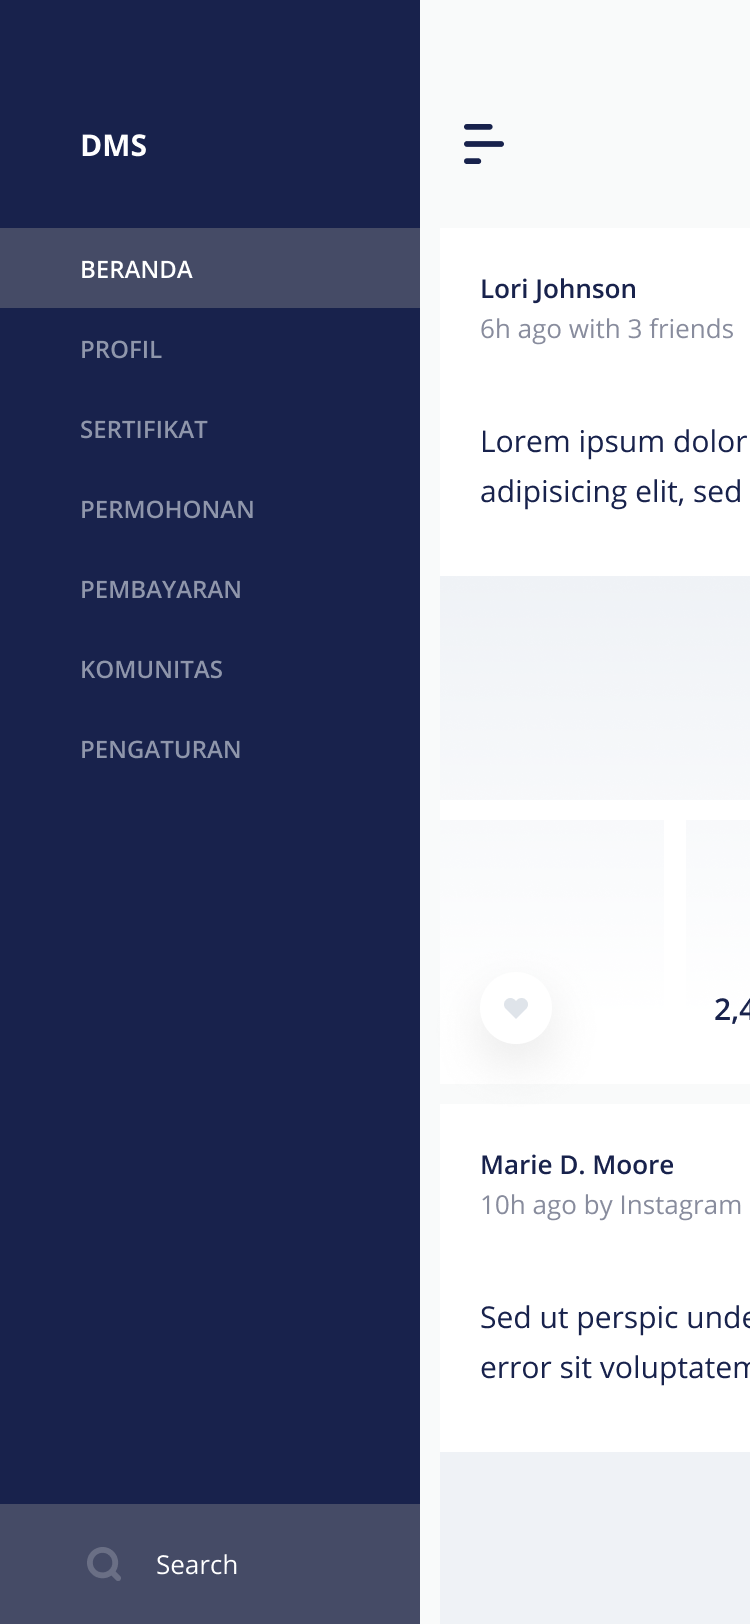 DMS
BERANDA
PROFIL
SERTIFIKAT
PERMOHONAN
PEMBAYARAN
KOMUNITAS
PENGATURAN
Search
Lori Johnson
6h ago with 3 friends
Lorem ipsum dolor
adipisicing elit, sed
2,4
Marie D. Moore
10h ago by Instagram
Sed ut perspic unde
error sit voluptatem